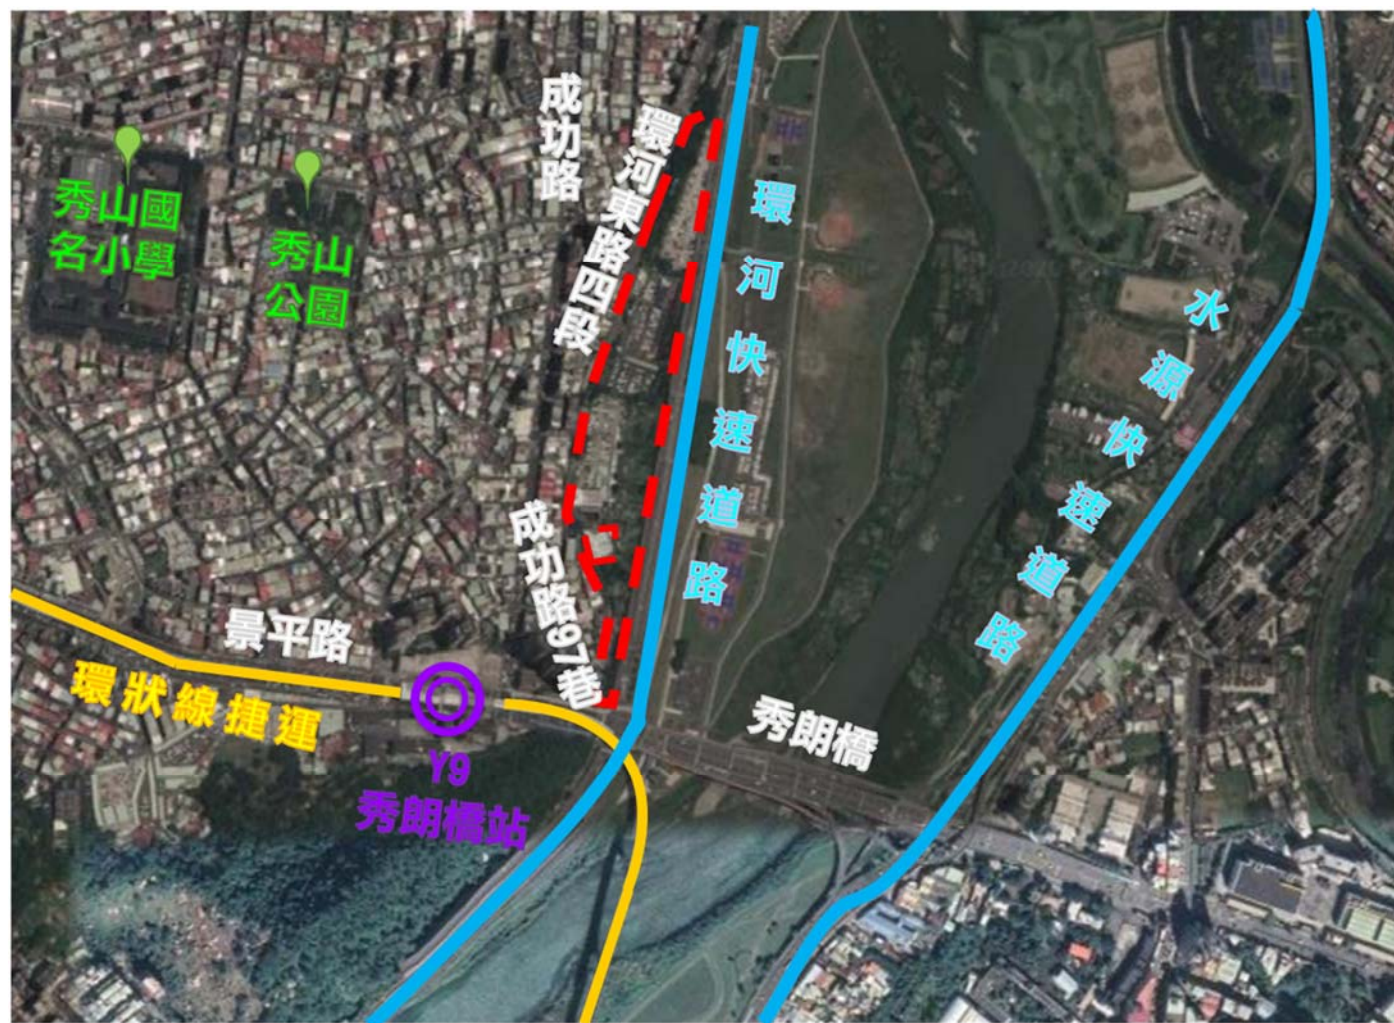 成功路
環河東路四段
環河快速道路
水源快速道路
秀山國
名小學
秀山
公園
成功路97巷
景平路
環狀線捷運
Y9
秀朗橋站
秀朗橋